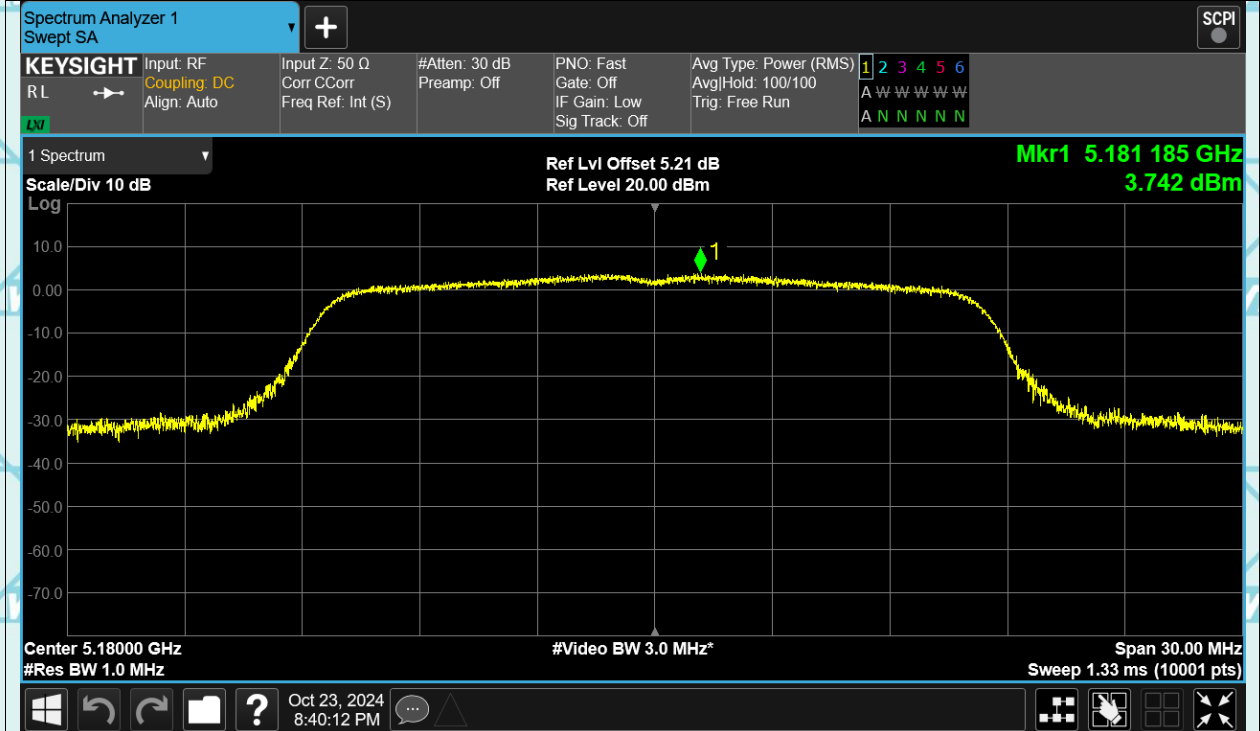 Spectrum Analyzer 1
Swept SA
SCPI
KEYSIGHT
R L
LXI
Input: RF
Coupling: DC
Align: Auto
Input Z: 50 Ω
Corr CCorr
Freq Ref: Int (S)
#Atten: 30 dB
Preamp: Off
PNO: Fast
Gate: Off
IF Gain: Low
Sig Track: Off
Avg Type: Power (RMS)
Avg|Hold: 100/100
Trig: Free Run
1 2 3 4 5 6
A W W W W W
A N N N N N
1 Spectrum
Scale/Div 10 dB
Log
Ref Lvl Offset 5.21 dB
Ref Level 20.00 dBm
Mkr1 5.181 185 GHz
3.742 dBm
1
10.0
0.00
-10.0
-20.0
-30.0
-40.0
-50.0
-60.0
-70.0
Center 5.18000 GHz
#Res BW 1.0 MHz
#Video BW 3.0 MHz*
Span 30.00 MHz
Sweep 1.33 ms (10001 pts)
?
Oct 23, 2024
8:40:12 PM